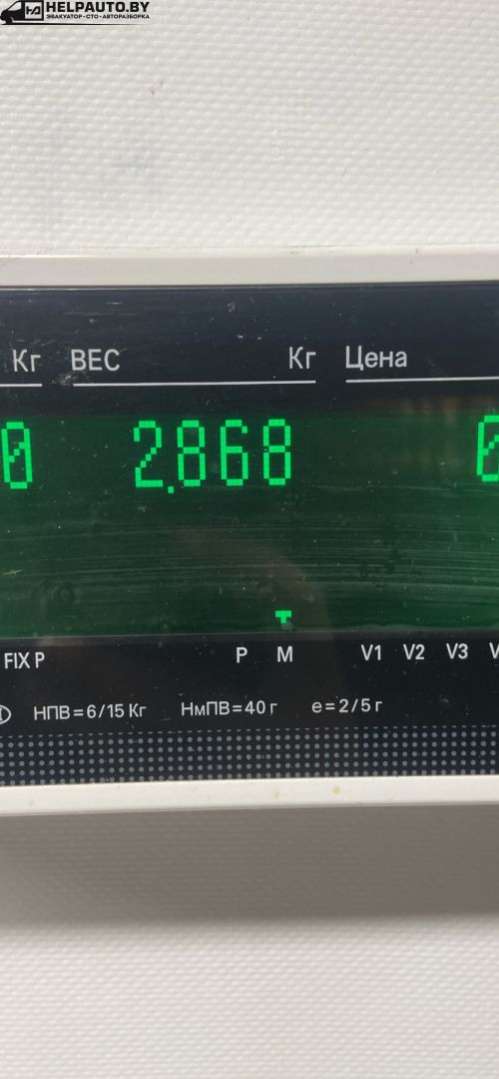 HELPAUTO.BY
ЭВАКУАТОР-СТО-АВТОРАЗБОРКА
Кг ВЕС Кг Цена
0 2.868 0
FIX P P M V1 V2 V3 V
НПВ=6/15 Кг НмПВ=40 г e=2/5 г